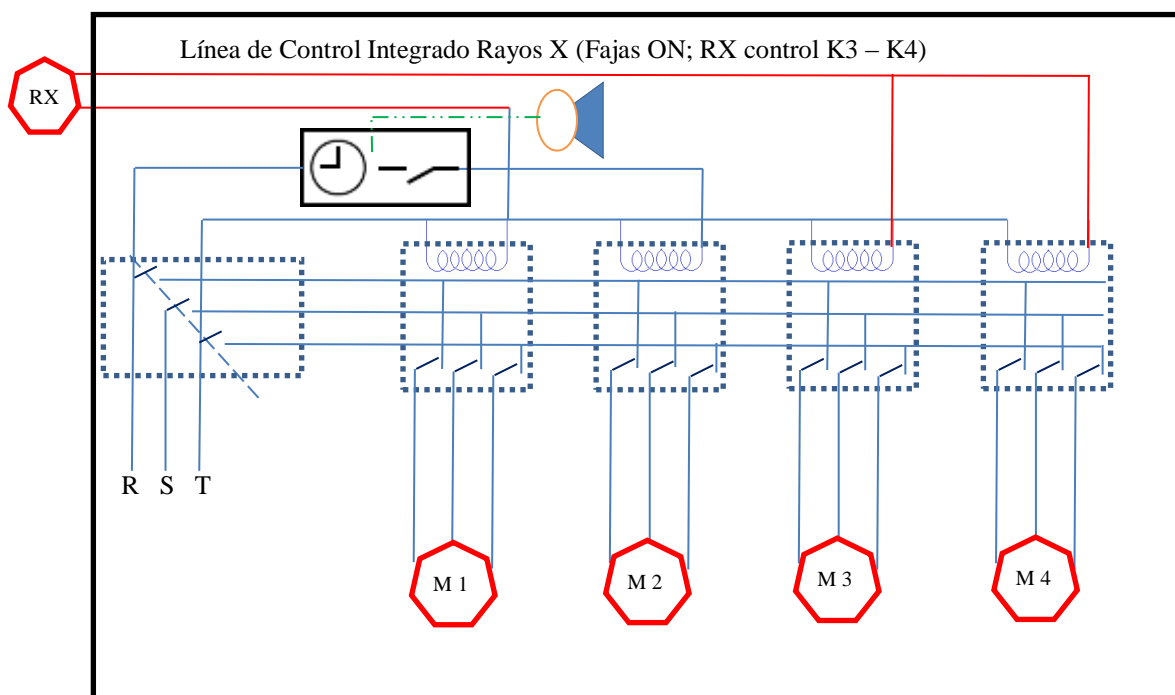 Línea de Control Integrado Rayos X (Fajas ON; RX control K3 – K4)
RX
R S T
M 1 M 2 M 3 M 4